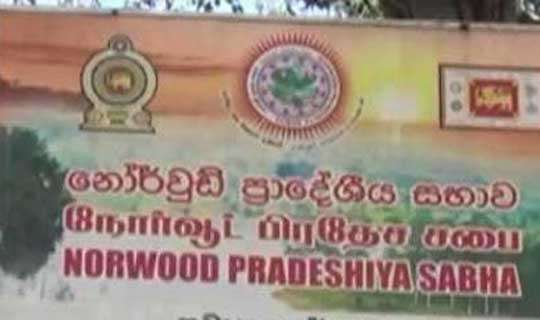 නෝර්වුඩ් ප්‍රාදේශීය සභාව
நோர்வூட் பிரதேச சபை
NORWOOD PRADESHIYA SABHA